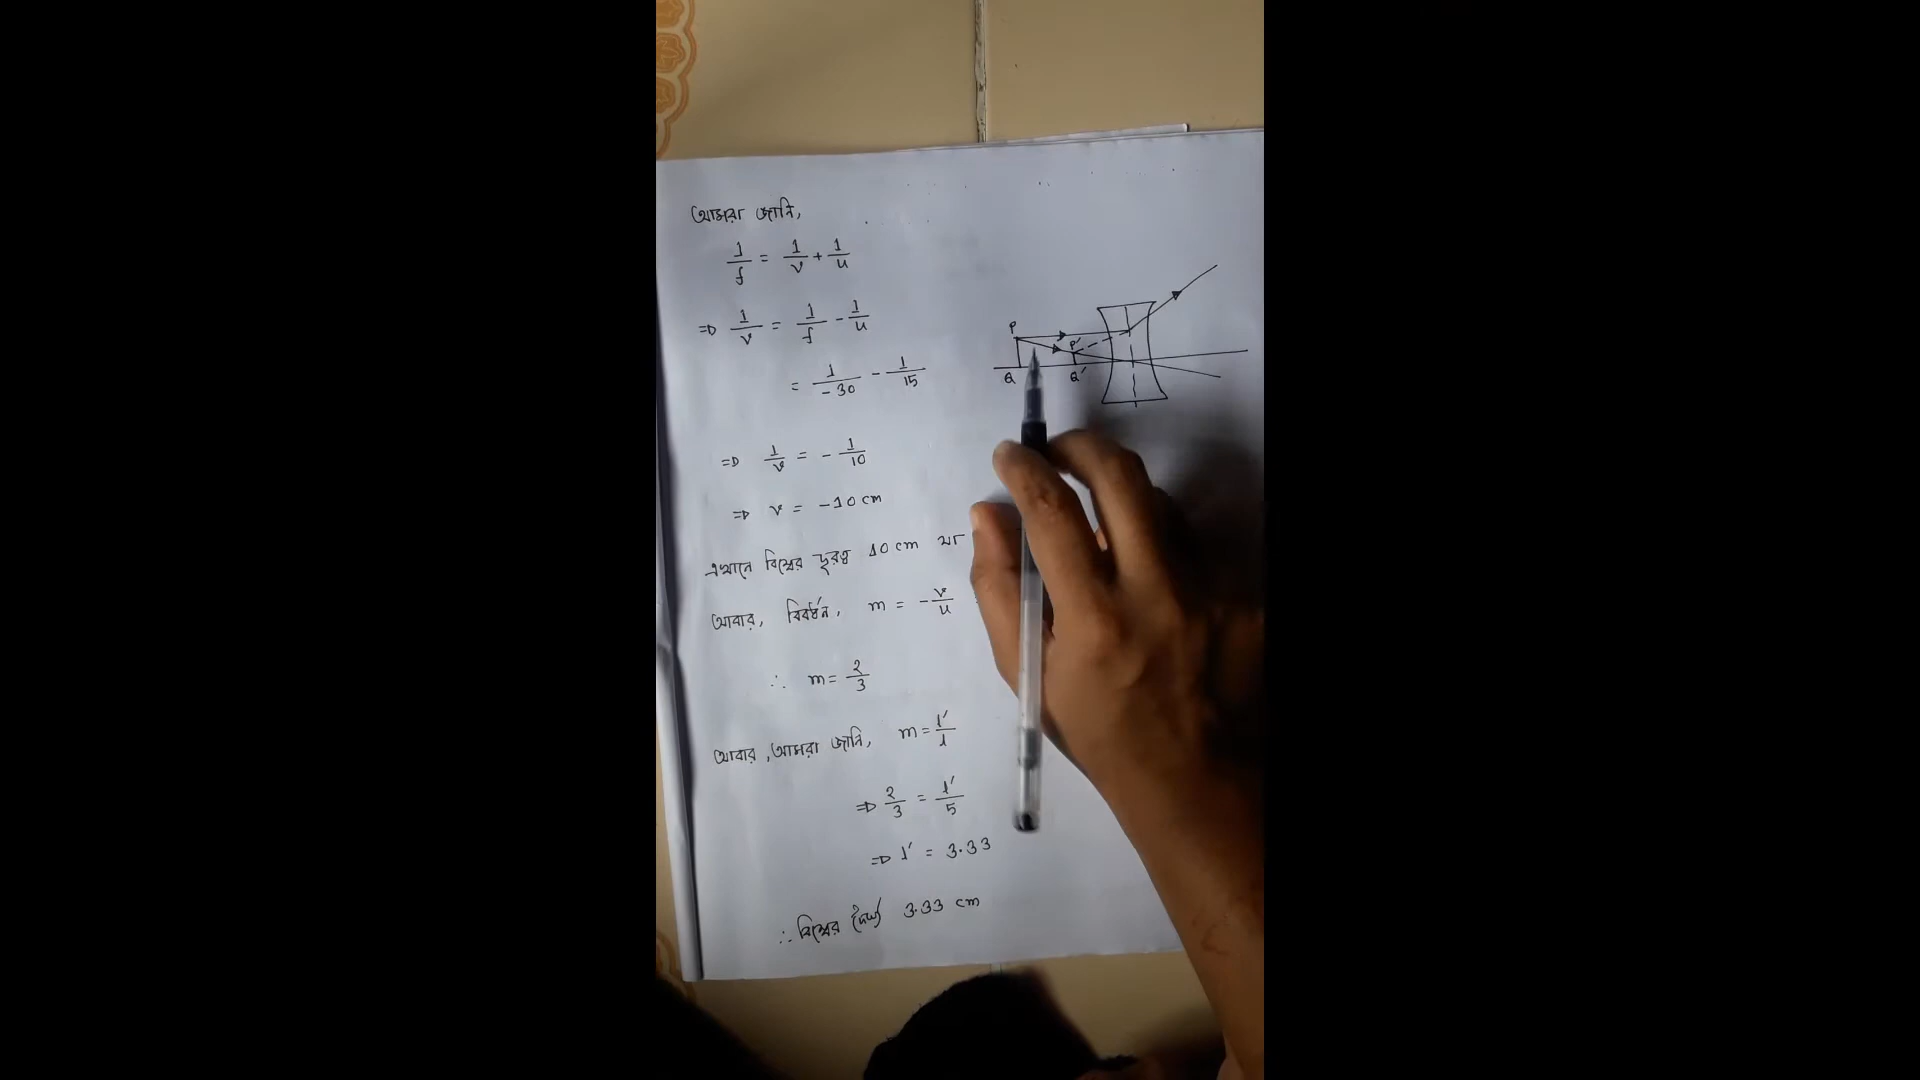 আমরা জানি,
1/f = 1/v + 1/u
⇒ 1/v = 1/f - 1/u
= 1/-30 - 1/15
⇒ 1/v = - 1/10
⇒ v = -10 cm
এখানে বিম্বের দূরত্ব 10 cm যা
আবার, বিবর্ধন, m = - v/u
∴ m = 2/3
আবার, আমরা জানি, m = l'/l
⇒ 2/3 = l'/5
⇒ l' = 3.33
∴ বিম্বের দৈর্ঘ্য 3.33 cm
P
P'
Q
Q'